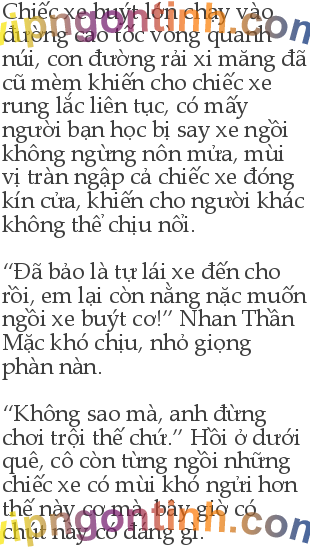 Chiếc xe buýt lớn chạy vào
đường cao tốc vòng quanh
núi, con đường rải xi măng đã
cũ mèm khiến cho chiếc xe
rung lắc liên tục, có mấy
người bạn học bị say xe ngồi
không ngừng nôn mửa, mùi
vị tràn ngập cả chiếc xe đóng
kín cửa, khiến cho người khác
không thể chịu nổi.
“Đã bảo là tự lái xe đến cho
rồi, em lại còn nằng nặc muốn
ngồi xe buýt cơ!” Nhan Thần
Mặc khó chịu, nhỏ giọng
phàn nàn.
“Không sao mà, anh đừng
chơi trội thế chứ.” Hồi ở dưới
quê, cô còn từng ngồi những
chiếc xe có mùi khó ngửi hơn
thế này cơ mà, bây giờ có
chút này có đáng gì.
vipngontinh.com
vipngontinh.com